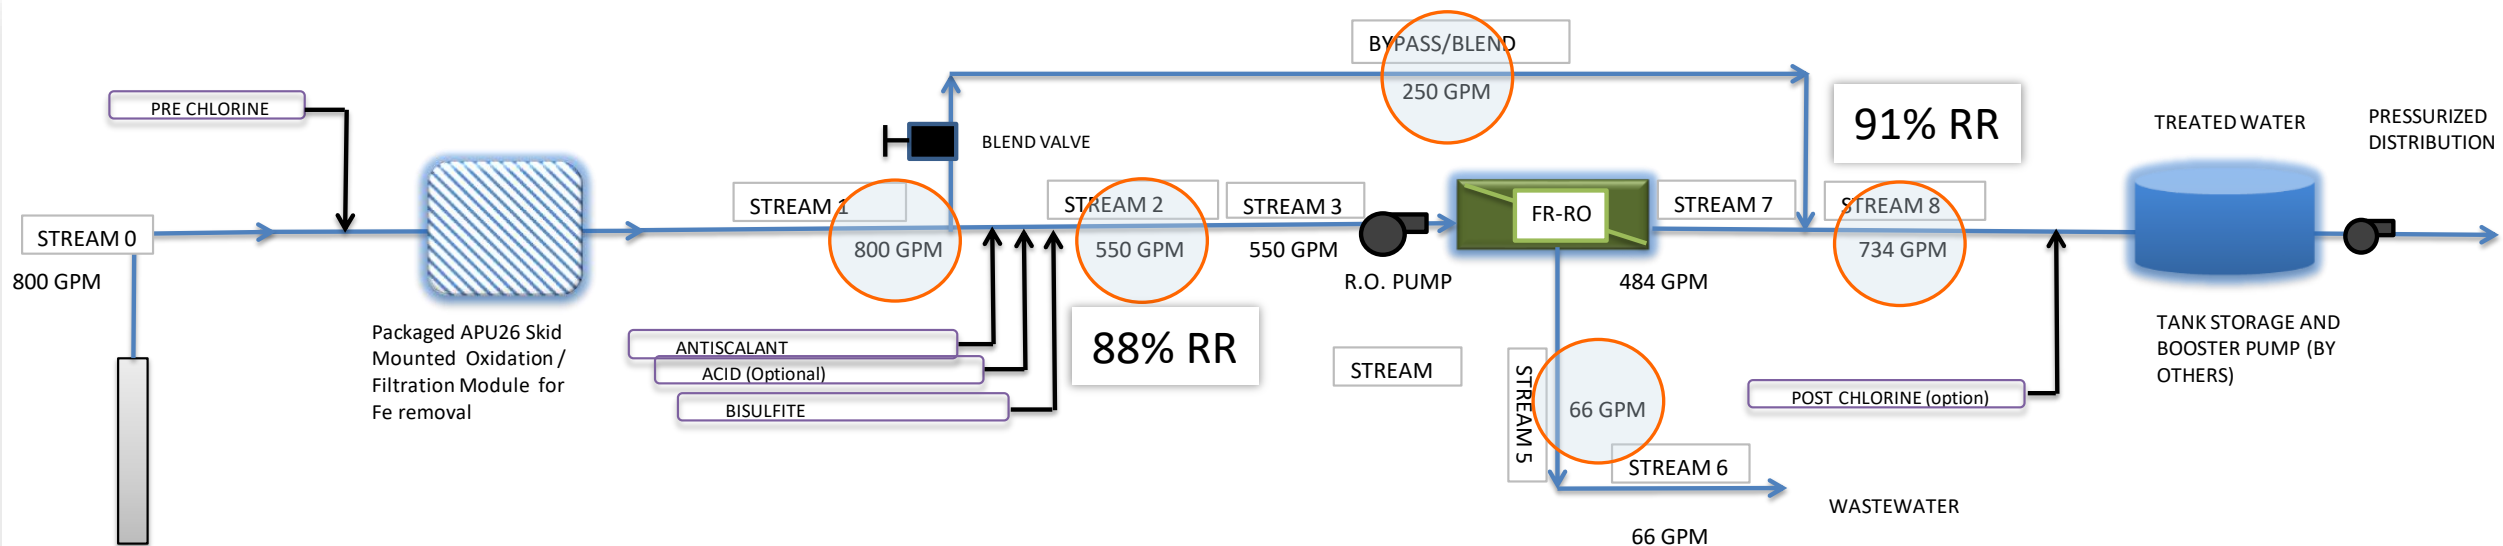 BYPASS/BLEND
250 GPM
PRE CHLORINE
91% RR
TREATED WATER
PRESSURIZED
DISTRIBUTION
BLEND VALVE
STREAM 0
800 GPM
STREAM 1
800 GPM
STREAM 2
550 GPM
STREAM 3
550 GPM
R.O. PUMP
FR-RO
STREAM 7
484 GPM
STREAM 8
734 GPM
Packaged APU26 Skid
Mounted Oxidation /
Filtration Module for
Fe removal
ANTISCALANT
ACID (Optional)
BISULFITE
88% RR
STREAM
STREAM 5
66 GPM
STREAM 6
WASTEWATER
66 GPM
POST CHLORINE (option)
TANK STORAGE AND
BOOSTER PUMP (BY
OTHERS)